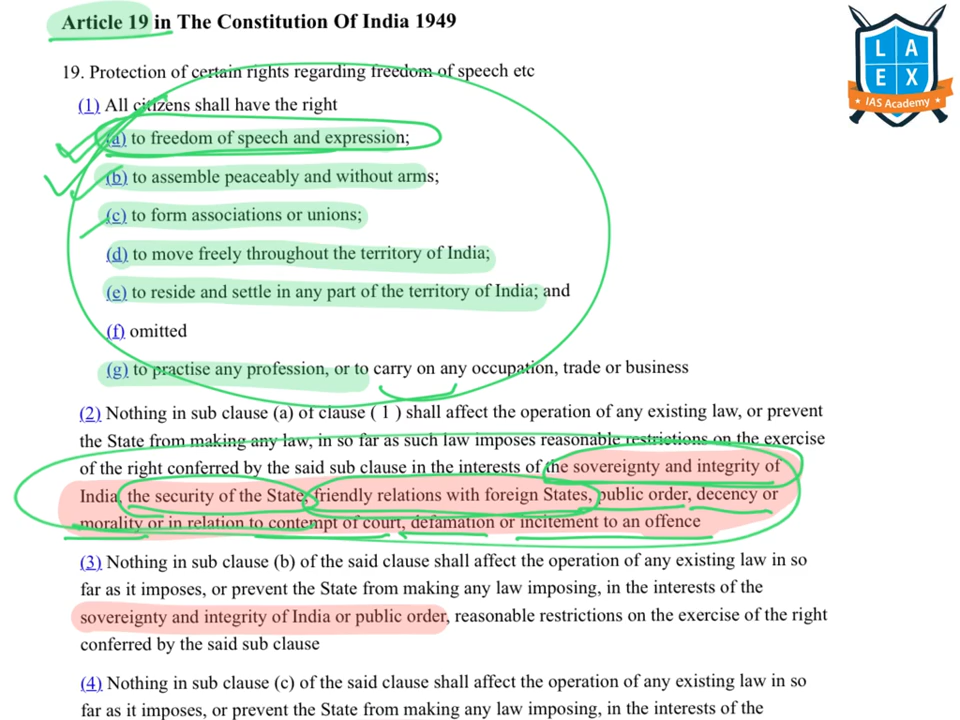 Article 19 in The Constitution Of India 1949
L A
E X
IAS Academy
19. Protection of certain rights regarding freedom of speech etc
(1) All citizens shall have the right
(a) to freedom of speech and expression;
(b) to assemble peaceably and without arms;
(c) to form associations or unions;
(d) to move freely throughout the territory of India;
(e) to reside and settle in any part of the territory of India; and
(f) omitted
(g) to practise any profession, or to carry on any occupation, trade or business
(2) Nothing in sub clause (a) of clause ( 1 ) shall affect the operation of any existing law, or prevent
the State from making any law, in so far as such law imposes reasonable restrictions on the exercise
of the right conferred by the said sub clause in the interests of the sovereignty and integrity of
India, the security of the State, friendly relations with foreign States, public order, decency or
morality or in relation to contempt of court, defamation or incitement to an offence
(3) Nothing in sub clause (b) of the said clause shall affect the operation of any existing law in so
far as it imposes, or prevent the State from making any law imposing, in the interests of the
sovereignty and integrity of India or public order, reasonable restrictions on the exercise of the right
conferred by the said sub clause
(4) Nothing in sub clause (c) of the said clause shall affect the operation of any existing law in so
far as it imposes, or prevent the State from making any law imposing, in the interests of the